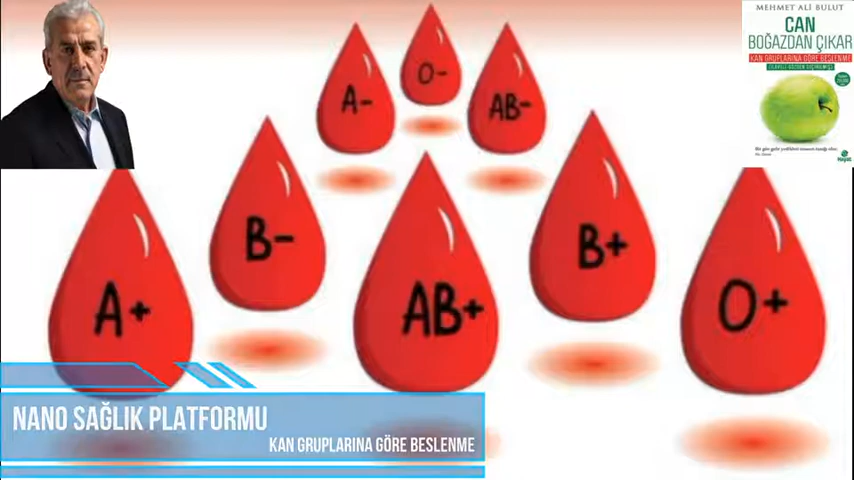 MEHMET ALİ BULUT
CAN
BOĞAZDAN ÇIKAR
KAN GRUPLARINA GÖRE BESLENME
Hayat
O-
A-
AB-
B-
B+
A+
AB+
O+
NANO SAĞLIK PLATFORMU
KAN GRUPLARINA GÖRE BESLENME